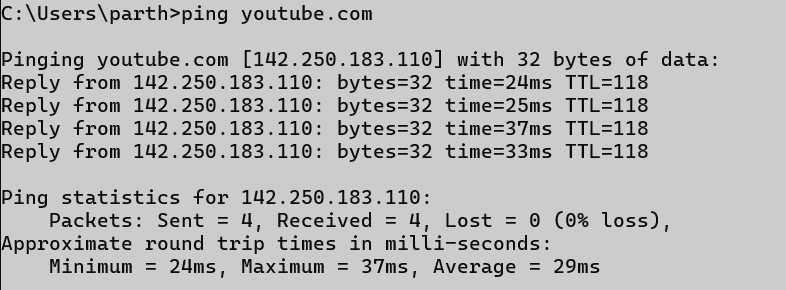 C:\Users\parth>ping youtube.com
Pinging youtube.com [142.250.183.110] with 32 bytes of data:
Reply from 142.250.183.110: bytes=32 time=24ms TTL=118
Reply from 142.250.183.110: bytes=32 time=25ms TTL=118
Reply from 142.250.183.110: bytes=32 time=37ms TTL=118
Reply from 142.250.183.110: bytes=32 time=33ms TTL=118
Ping statistics for 142.250.183.110:
    Packets: Sent = 4, Received = 4, Lost = 0 (0% loss),
Approximate round trip times in milli-seconds:
    Minimum = 24ms, Maximum = 37ms, Average = 29ms